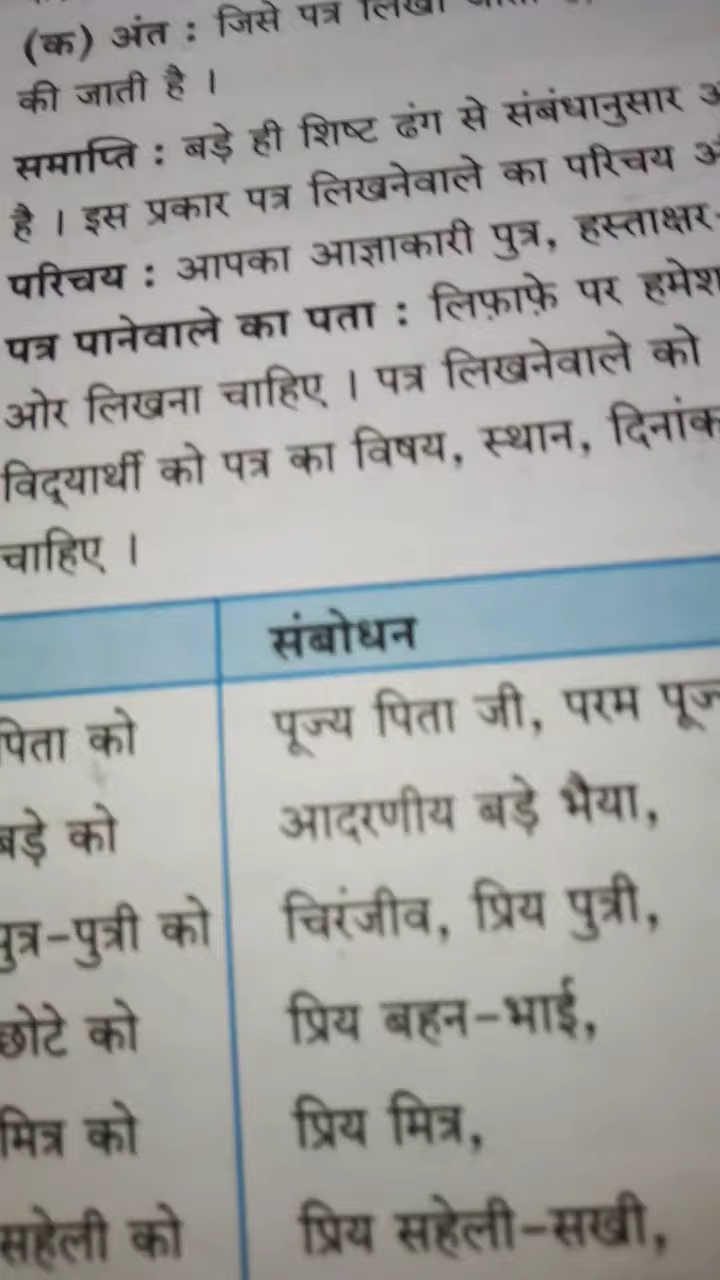 (क) अंत : जिसे पत्र लिखा
की जाती है ।
समाप्ति : बड़े ही शिष्ट ढंग से संबंधानुसार
है । इस प्रकार पत्र लिखनेवाले का परिचय
परिचय : आपका आज्ञाकारी पुत्र, हस्ताक्षर-
पत्र पानेवाले का पता : लिफ़ाफ़े पर हमेश
ओर लिखना चाहिए । पत्र लिखनेवाले को
विद्यार्थी को पत्र का विषय, स्थान, दिनांक
चाहिए ।
संबोधन
पिता को पूज्य पिता जी, परम पूज्
बड़े को आदरणीय बड़े भैया,
पुत्र-पुत्री को चिरंजीव, प्रिय पुत्री,
छोटे को प्रिय बहन-भाई,
मित्र को प्रिय मित्र,
सहेली को प्रिय सहेली-सखी,